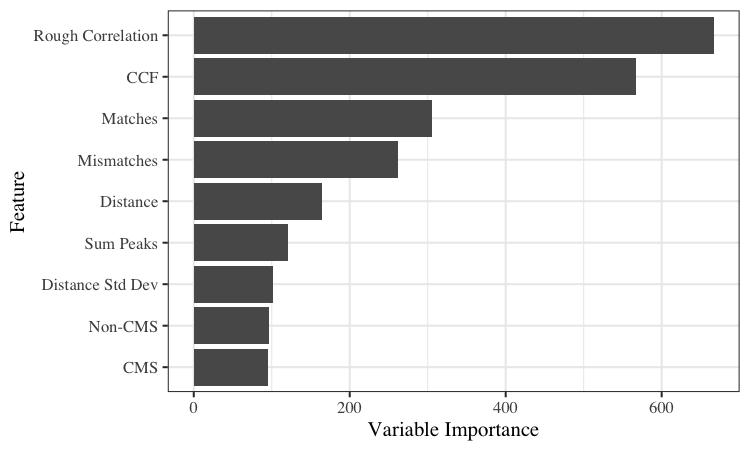 Rough Correlation
CCF
Matches
Mismatches
Distance
Sum Peaks
Distance Std Dev
Non-CMS
CMS
Feature
0 200 400 600
Variable Importance